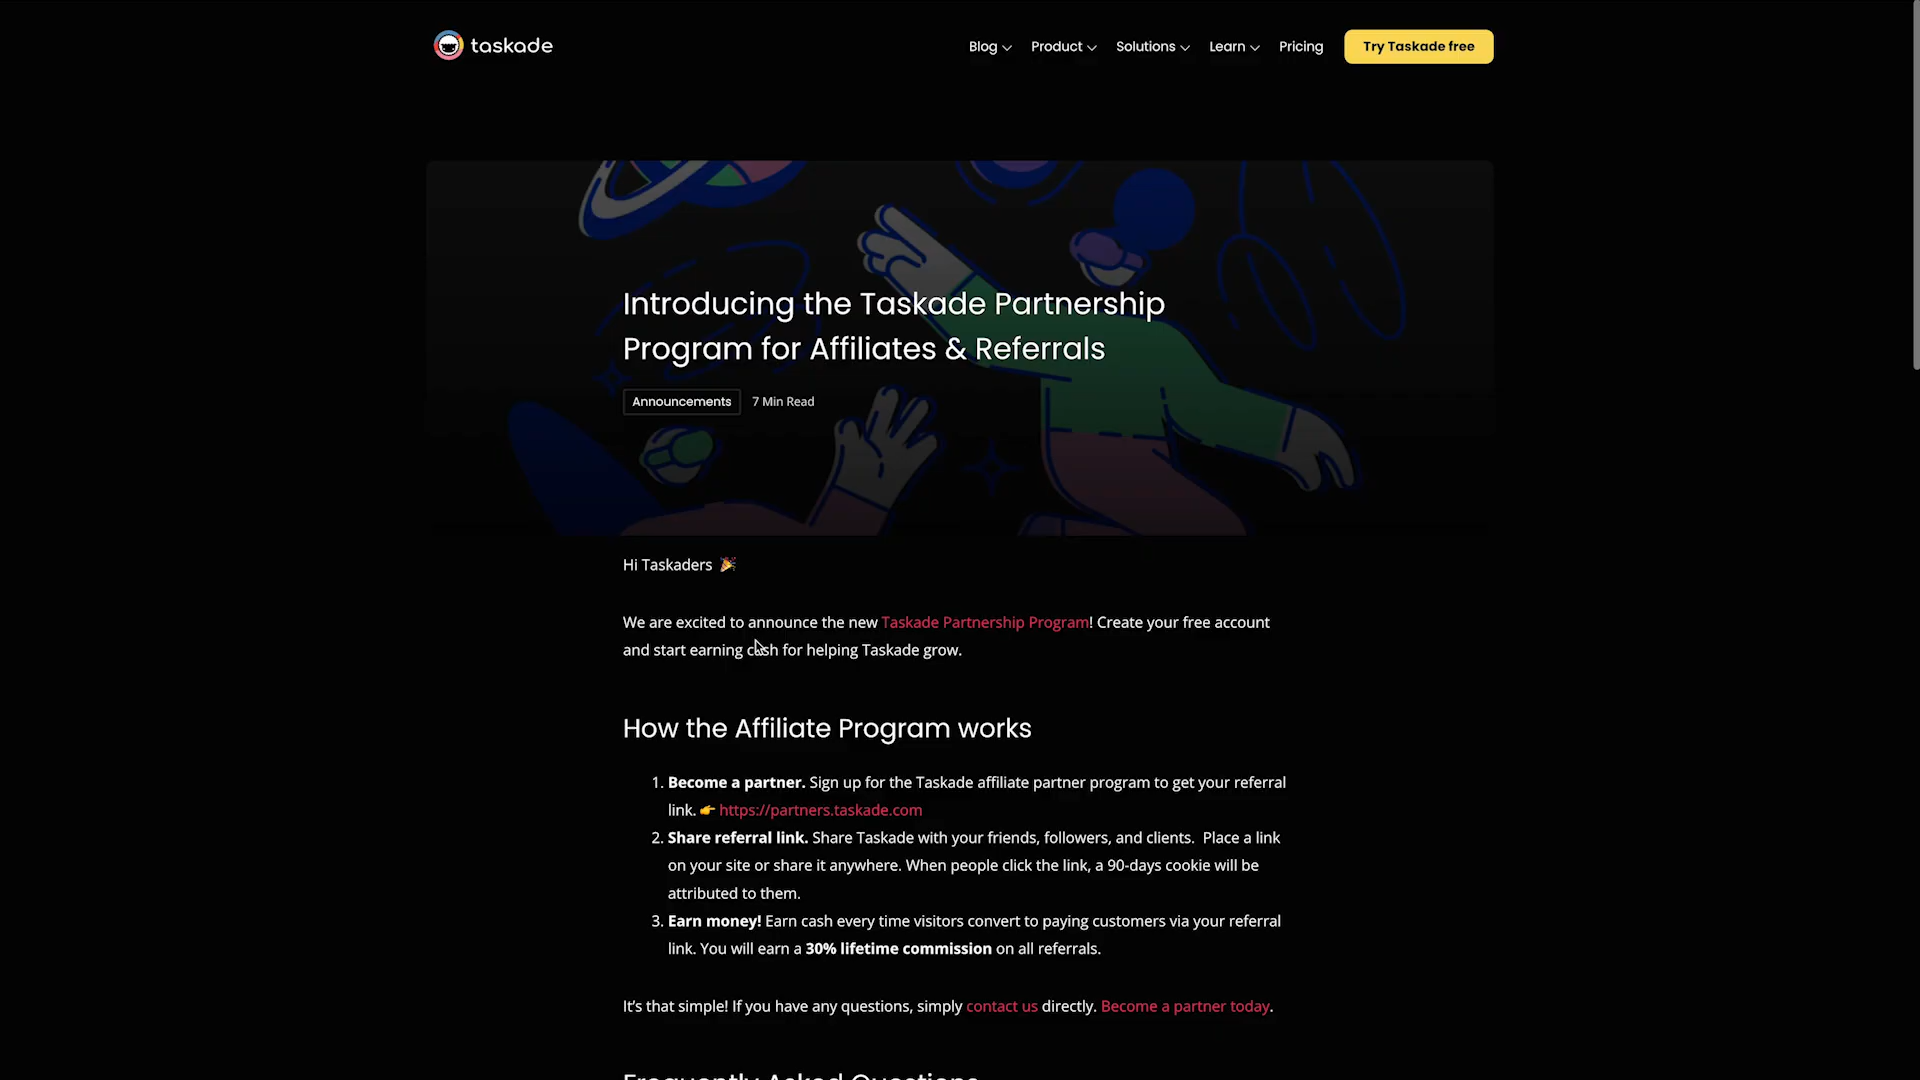 taskade
Blog Product Solutions Learn Pricing Try Taskade free
Introducing the Taskade Partnership
Program for Affiliates & Referrals
Announcements 7 Min Read
Hi Taskaders 🎉
We are excited to announce the new Taskade Partnership Program! Create your free account
and start earning cash for helping Taskade grow.
How the Affiliate Program works
1. Become a partner. Sign up for the Taskade affiliate partner program to get your referral
link. 👉 https://partners.taskade.com
2. Share referral link. Share Taskade with your friends, followers, and clients. Place a link
on your site or share it anywhere. When people click the link, a 90-days cookie will be
attributed to them.
3. Earn money! Earn cash every time visitors convert to paying customers via your referral
link. You will earn a 30% lifetime commission on all referrals.
It's that simple! If you have any questions, simply contact us directly. Become a partner today.
Frequently Asked Questions